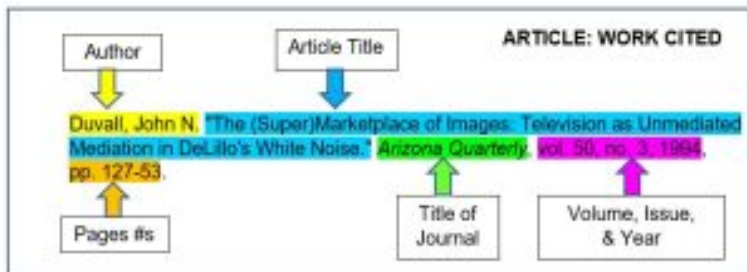 ARTICLE: WORK CITED
Author
Article Title
Duvall, John N. "The (Super)Marketplace of Images: Television as Unmediated
Mediation in DeLillo's White Noise." Arizona Quarterly, vol. 50, no. 3, 1994,
pp. 127-53.
Pages #s
Title of
Journal
Volume, Issue,
& Year